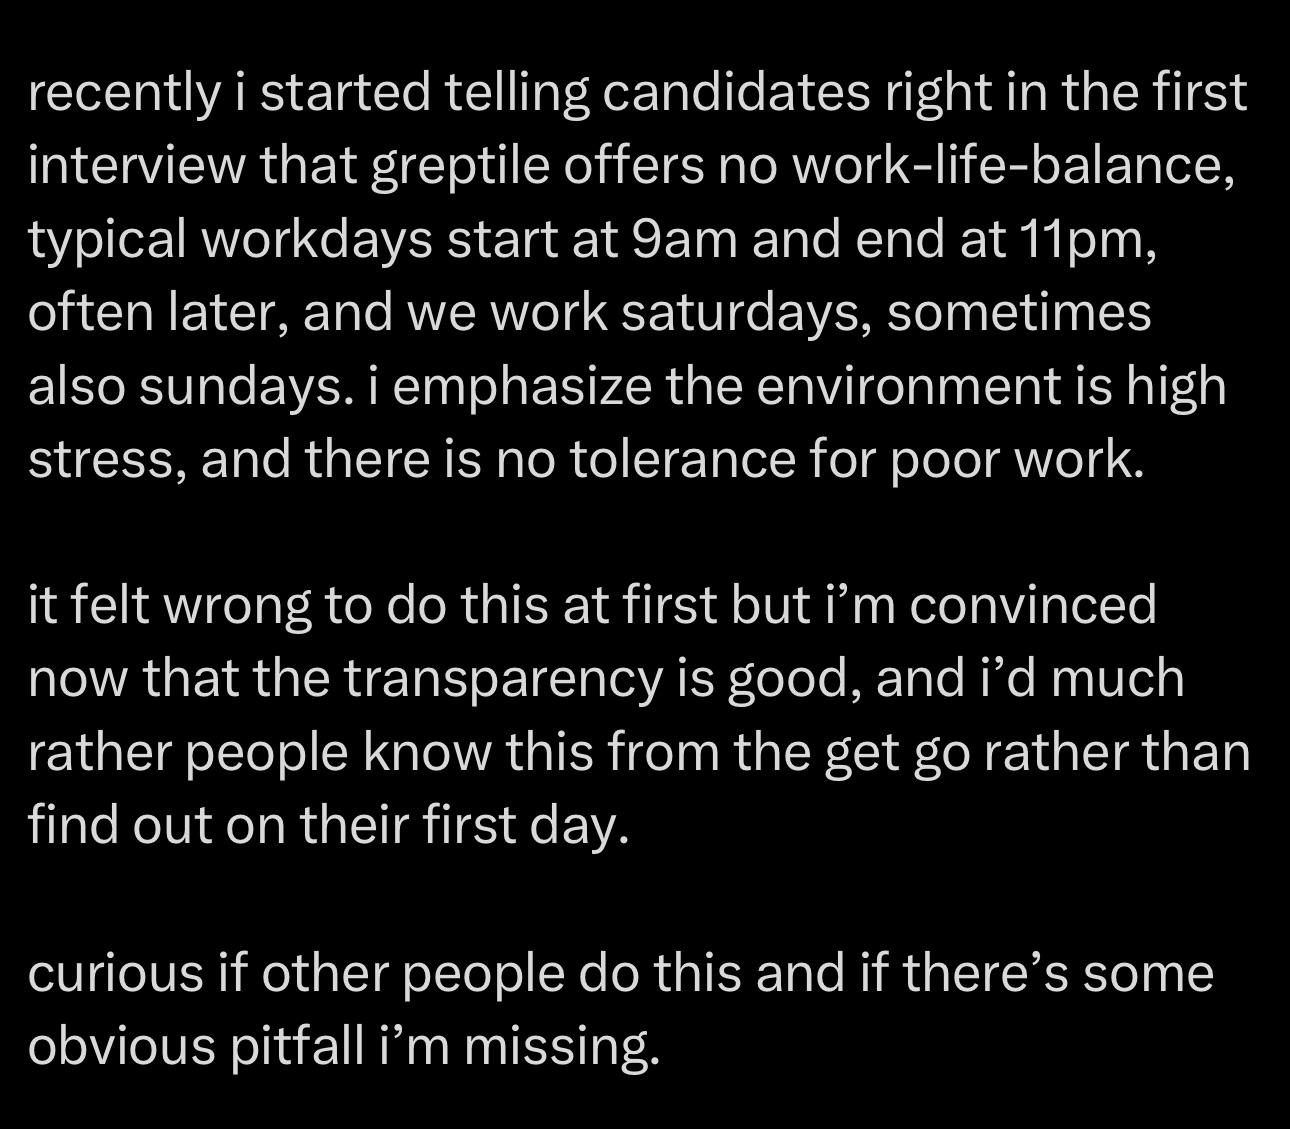 recently i started telling candidates right in the first
interview that greptile offers no work-life-balance,
typical workdays start at 9am and end at 11pm,
often later, and we work saturdays, sometimes
also sundays. i emphasize the environment is high
stress, and there is no tolerance for poor work.
it felt wrong to do this at first but i’m convinced
now that the transparency is good, and i’d much
rather people know this from the get go rather than
find out on their first day.
curious if other people do this and if there’s some
obvious pitfall i’m missing.